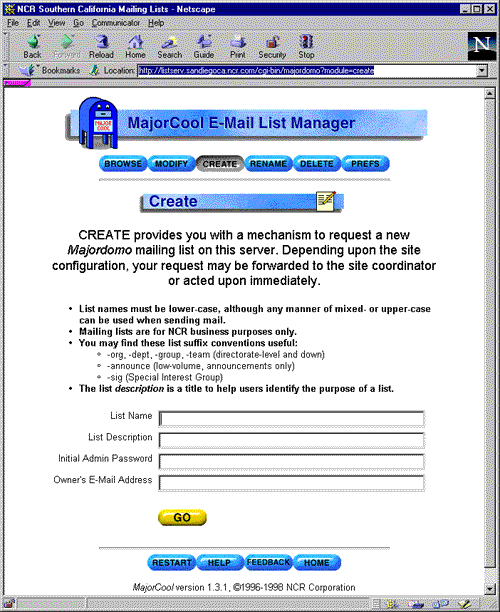 NCR Southern California Mailing Lists - Netscape
File Edit View Go Communicator Help
Back Forward Reload Home Search Guide Print Security Stop
N
Bookmarks Location: http://listserv.sandiegoca.ncr.com/cgi-bin/majordomo?module=create
MAJOR COOL
MajorCool E-Mail List Manager
BROWSE MODIFY CREATE RENAME DELETE PREFS
Create
CREATE provides you with a mechanism to request a new
Majordomo mailing list on this server. Depending upon the site
configuration, your request may be forwarded to the site coordinator
or acted upon immediately.
• List names must be lower-case, although any manner of mixed- or upper-case
can be used when sending mail.
• Mailing lists are for NCR business purposes only.
• You may find these list suffix conventions useful:
-org, -dept, -group, -team (directorate-level and down)
-announce (low-volume, announcements only)
-sig (Special Interest Group)
• The list description is a title to help users identify the purpose of a list.
List Name
List Description
Initial Admin Password
Owner's E-Mail Address
GO
RESTART HELP FEEDBACK HOME
MajorCool version 1.3.1, ©1996-1998 NCR Corporation